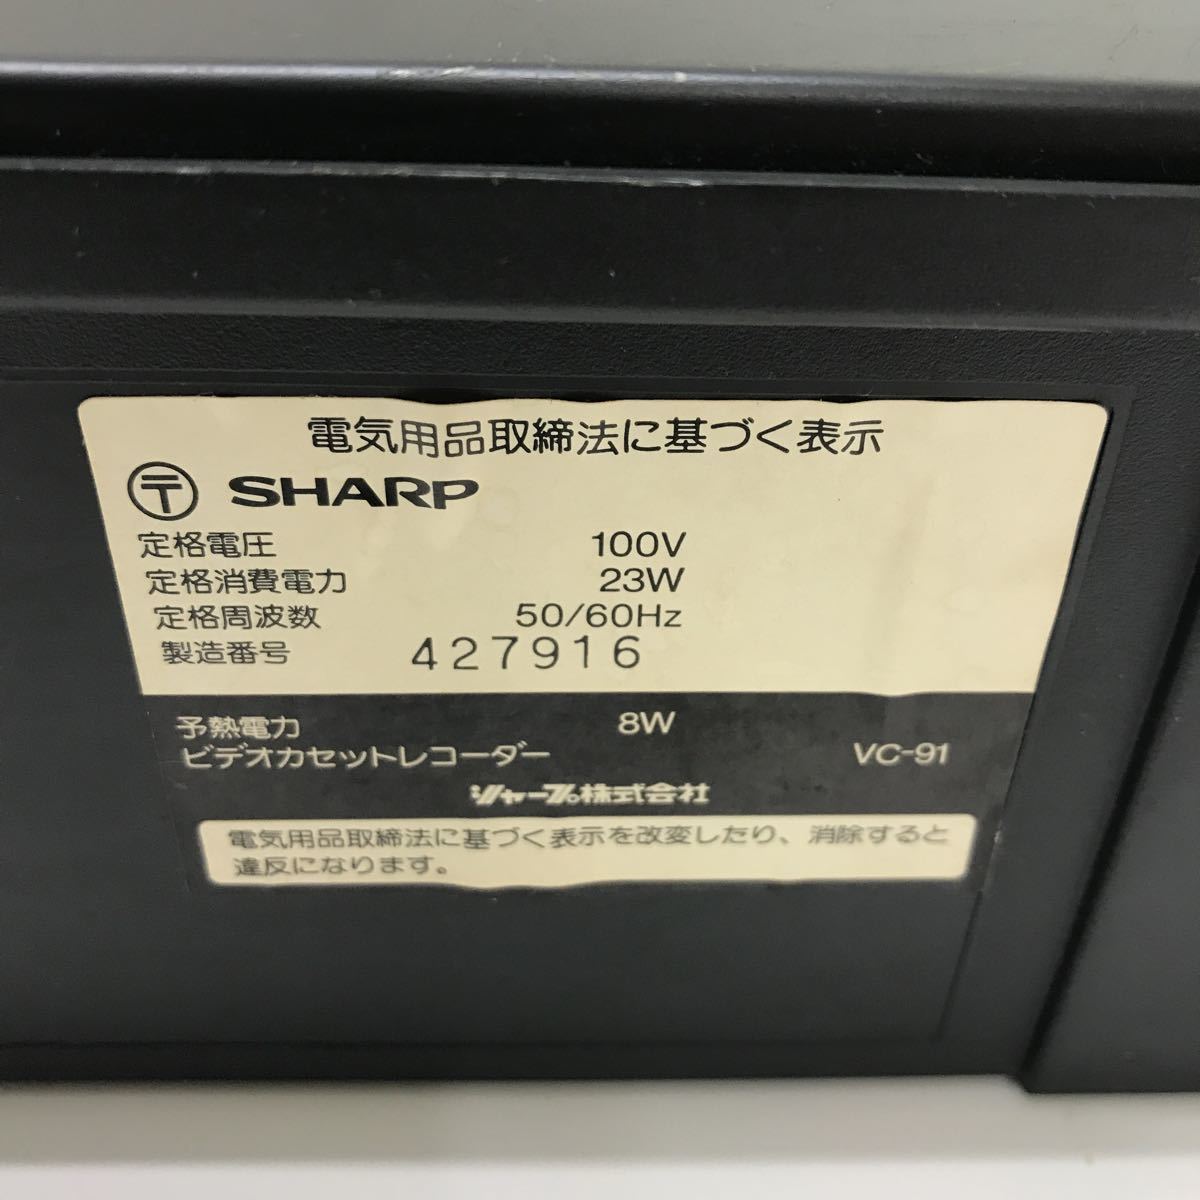 電気用品取締法に基づく表示
〒 SHARP
定格電圧 100V
定格消費電力 23W
定格周波数 50/60Hz
製造番号 427916
予熱電力 8W
ビデオカセットレコーダー VC-91
シャープ株式会社
電気用品取締法に基づく表示を改変したり、消除すると
違反になります。